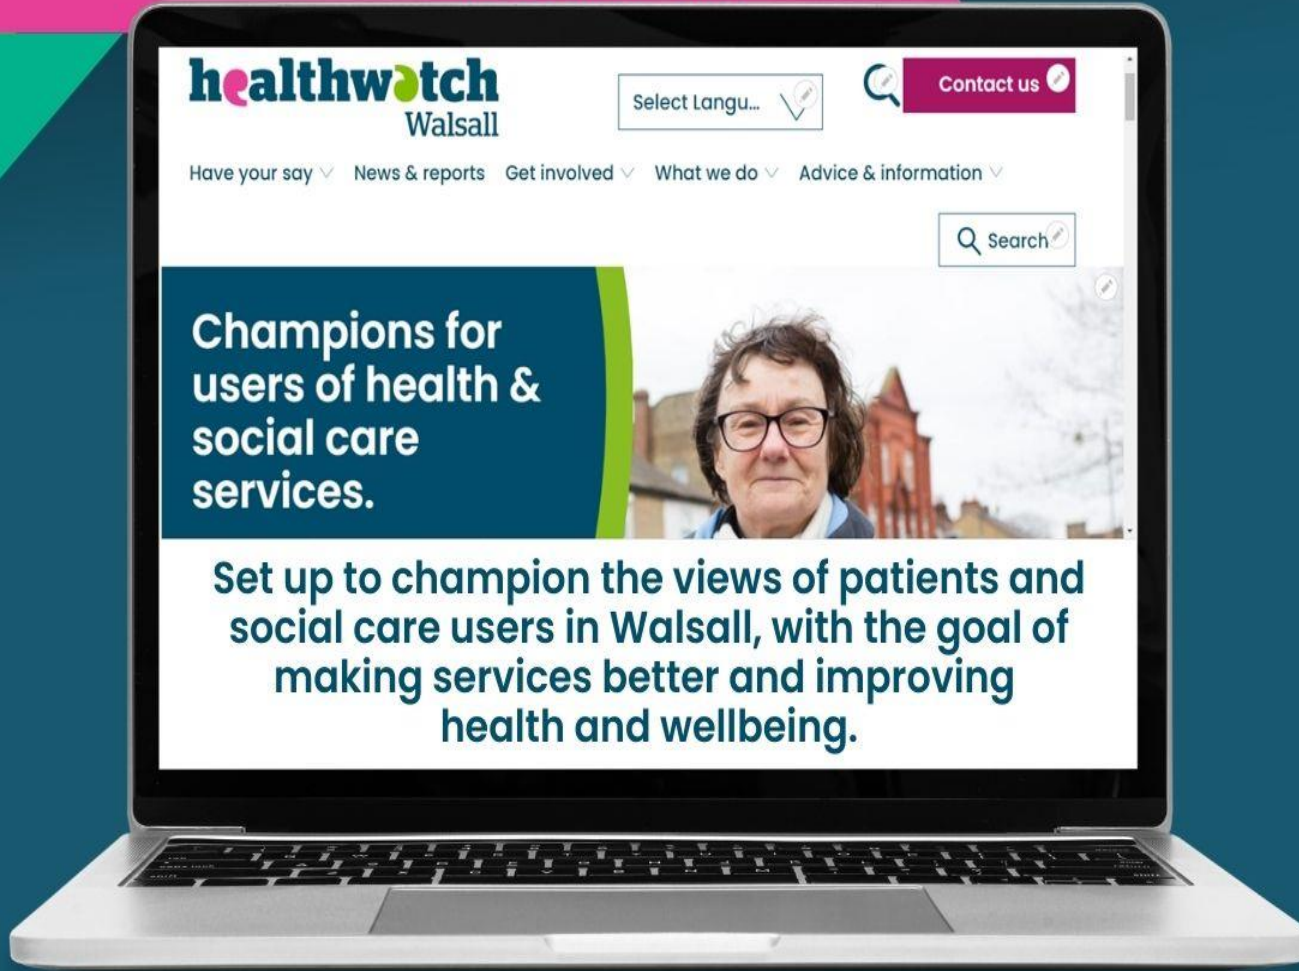 healthwatch
Walsall
Select Langu...
Contact us
Have your say
News & reports
Get involved
What we do
Advice & information
Search
Champions for
users of health &
social care
services.
Set up to champion the views of patients and
social care users in Walsall, with the goal of
making services better and improving
health and wellbeing.